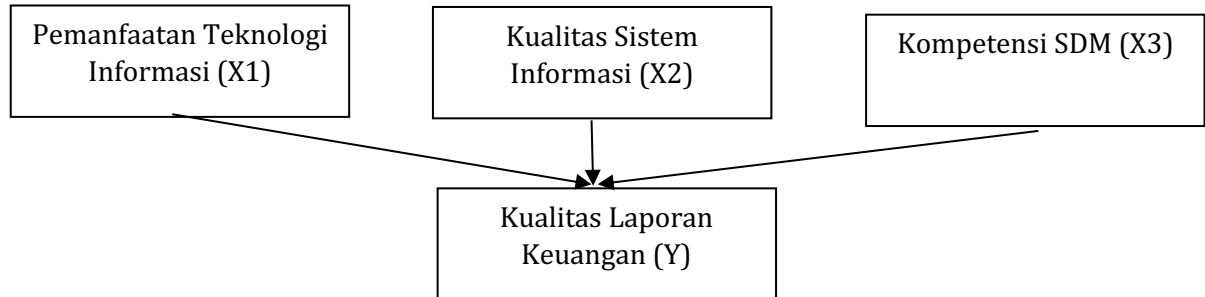 Pemanfaatan Teknologi
Informasi (X1)
Kualitas Sistem
Informasi (X2)
Kompetensi SDM (X3)
Kualitas Laporan
Keuangan (Y)